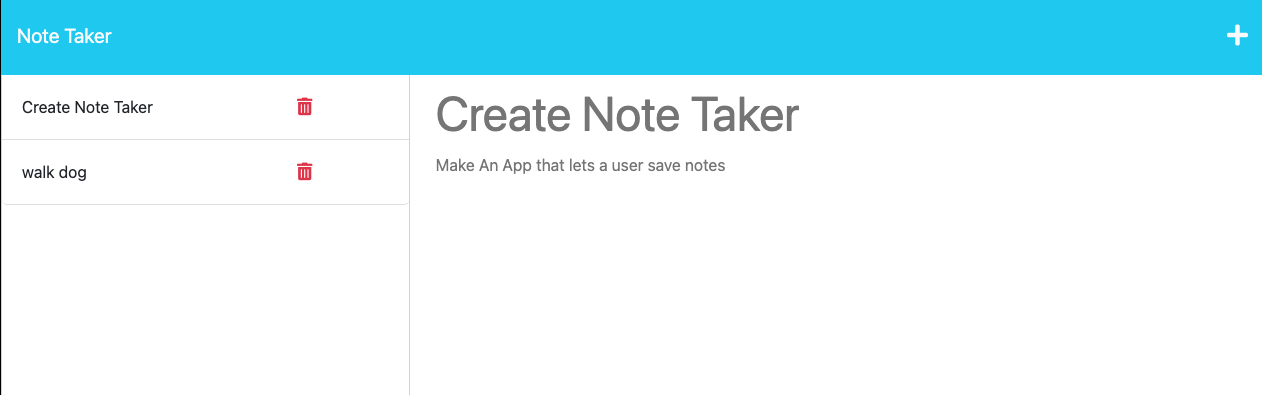 Note Taker
Create Note Taker
walk dog
Create Note Taker
Make An App that lets a user save notes